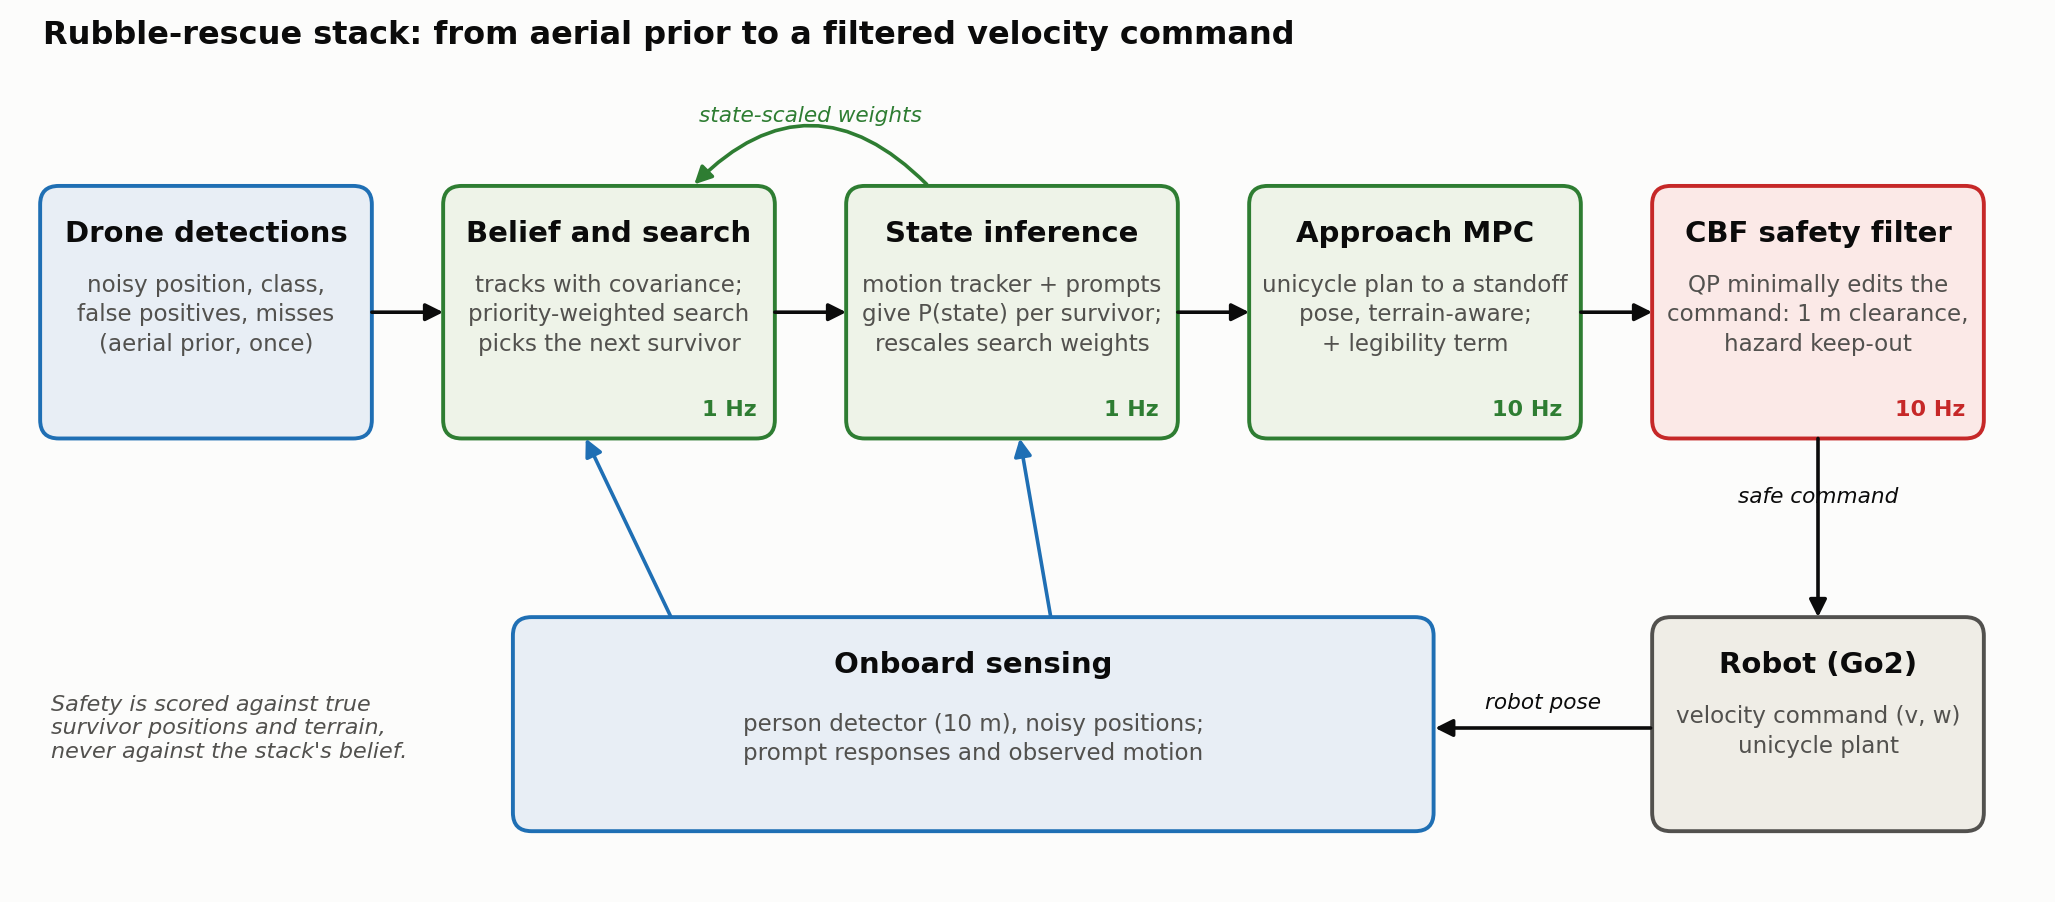 Rubble-rescue stack: from aerial prior to a filtered velocity command
state-scaled weights
Drone detections
noisy position, class,
false positives, misses
(aerial prior, once)
Belief and search
tracks with covariance;
priority-weighted search
picks the next survivor
1 Hz
State inference
motion tracker + prompts
give P(state) per survivor;
rescales search weights
1 Hz
Approach MPC
unicycle plan to a standoff
pose, terrain-aware;
+ legibility term
10 Hz
CBF safety filter
QP minimally edits the
command: 1 m clearance,
hazard keep-out
10 Hz
safe command
Safety is scored against true
survivor positions and terrain,
never against the stack's belief.
Onboard sensing
person detector (10 m), noisy positions;
prompt responses and observed motion
robot pose
Robot (Go2)
velocity command (v, w)
unicycle plant